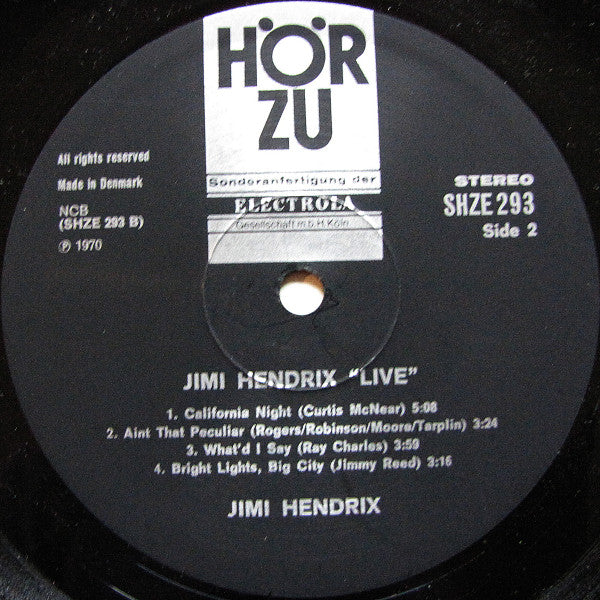 HÖR
ZU
Sonderanfertigung der
ELECTROLA
Gesellschaft m.b.H. Köln
All rights reserved
Made in Denmark
NCB
(SHZE 293 B)
℗ 1970
STEREO
SHZE 293
Side 2
JIMI HENDRIX "LIVE"
1. California Night (Curtis McNear) 5:08
2. Aint That Peculiar (Rogers/Robinson/Moore/Tarplin) 3:24
3. What'd I Say (Ray Charles) 3:59
4. Bright Lights, Big City (Jimmy Reed) 3:16
JIMI HENDRIX